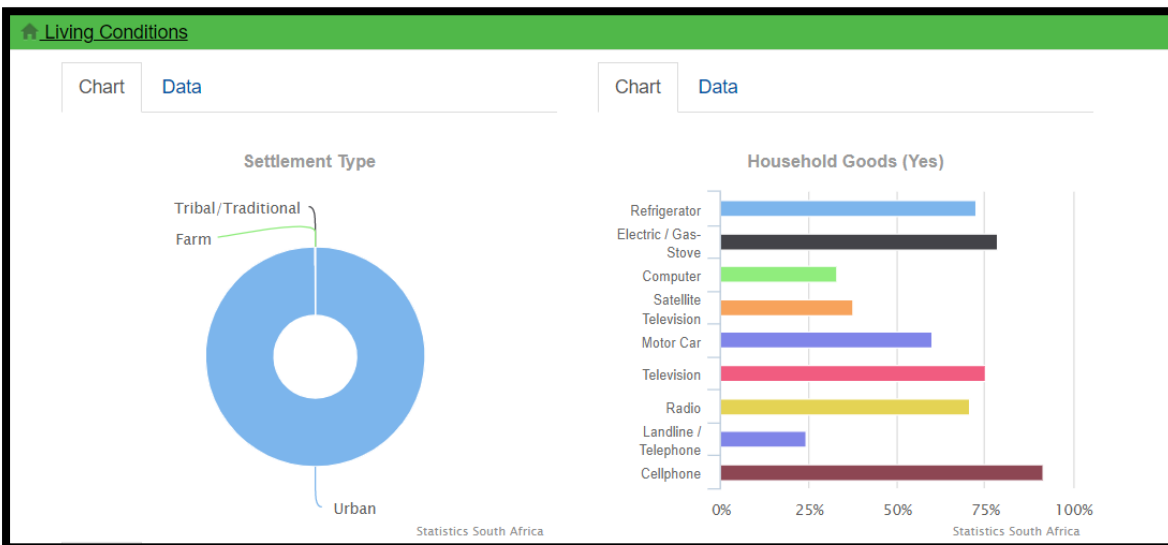 Living Conditions
Chart
Data
Settlement Type
Tribal/Traditional
Farm
Urban
Statistics South Africa
Chart
Data
Household Goods (Yes)
Refrigerator
Electric / Gas-
Stove
Computer
Satellite
Television
Motor Car
Television
Radio
Landline /
Telephone
Cellphone
0% 25% 50% 75% 100%
Statistics South Africa